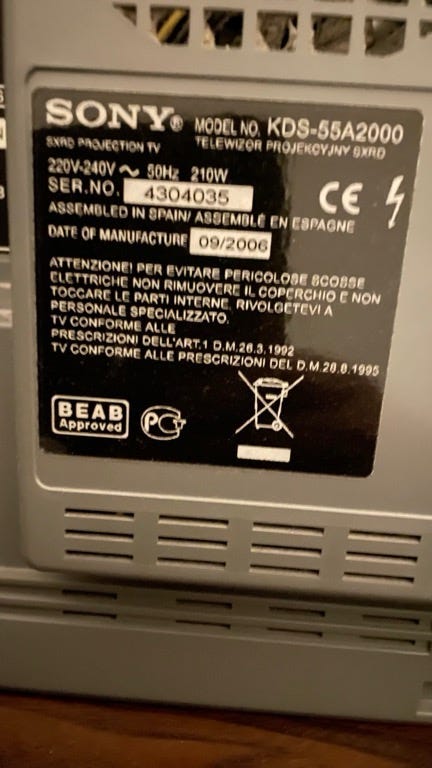 SONY® MODEL NO. KDS-55A2000
SXRD PROJECTION TV TELEWIZOR PROJEKCYJNY SXRD
220V-240V ~ 50Hz 210W
SER.NO. 4304035
CE
ASSEMBLED IN SPAIN/ ASSEMBLÉ EN ESPAGNE
DATE OF MANUFACTURE 09/2006
ATTENZIONE! PER EVITARE PERICOLOSE SCOSSE
ELETTRICHE NON RIMUOVERE IL COPERCHIO E NON
TOCCARE LE PARTI INTERNE. RIVOLGETEVI A
PERSONALE SPECIALIZZATO.
TV CONFORME ALLE
PRESCRIZIONI DELL'ART.1 D.M.26.3.1992
TV CONFORME ALLE PRESCRIZIONI DEL D.M.26.8.1995
BEAB
Approved